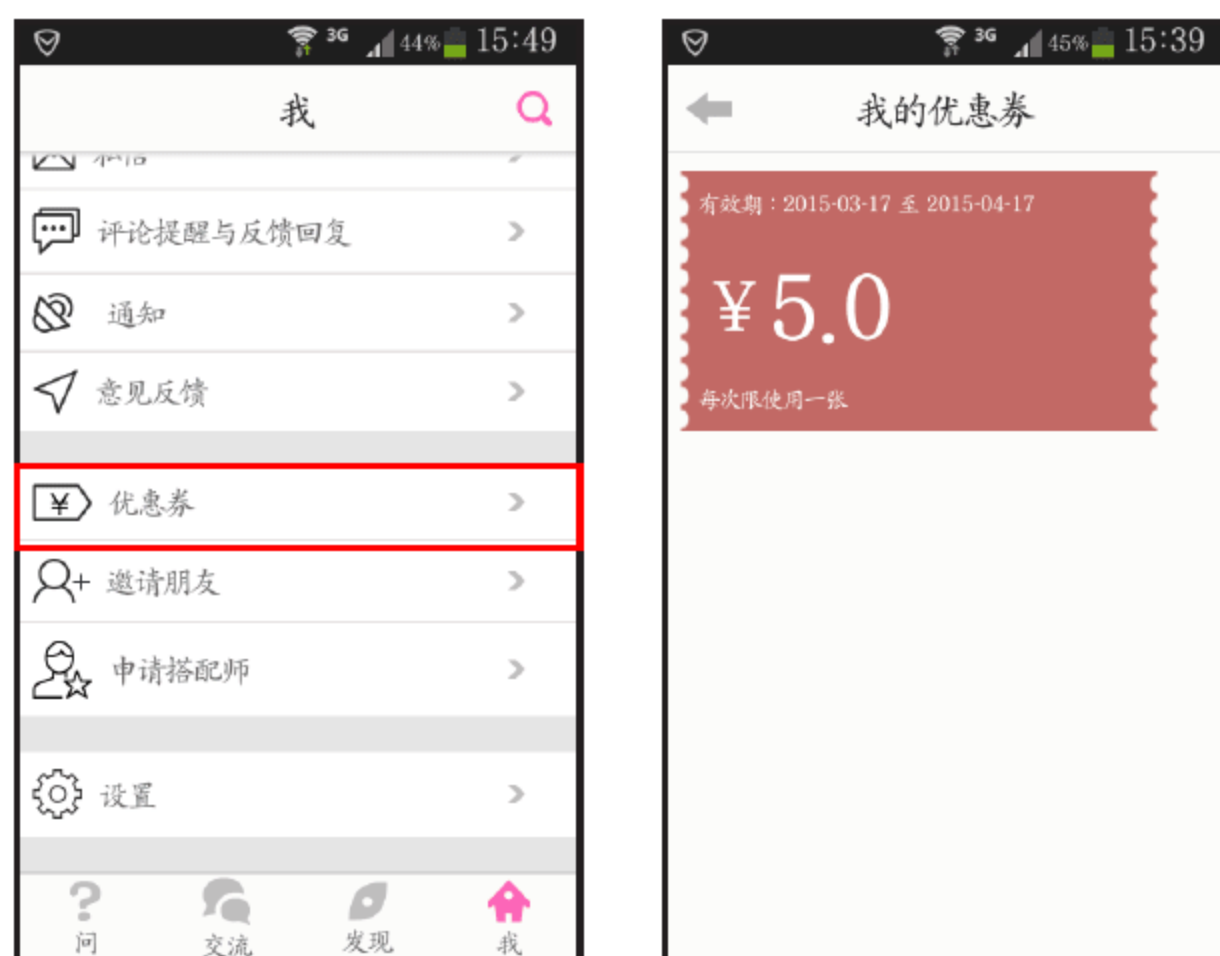 3G 44% 15:49
我
私信
评论提醒与反馈回复
通知
意见反馈
¥ 优惠券
邀请朋友
申请搭配师
设置
问 交流 发现 我
3G 45% 15:39
我的优惠券
有效期：2015-03-17 至 2015-04-17
¥5.0
每次限使用一张